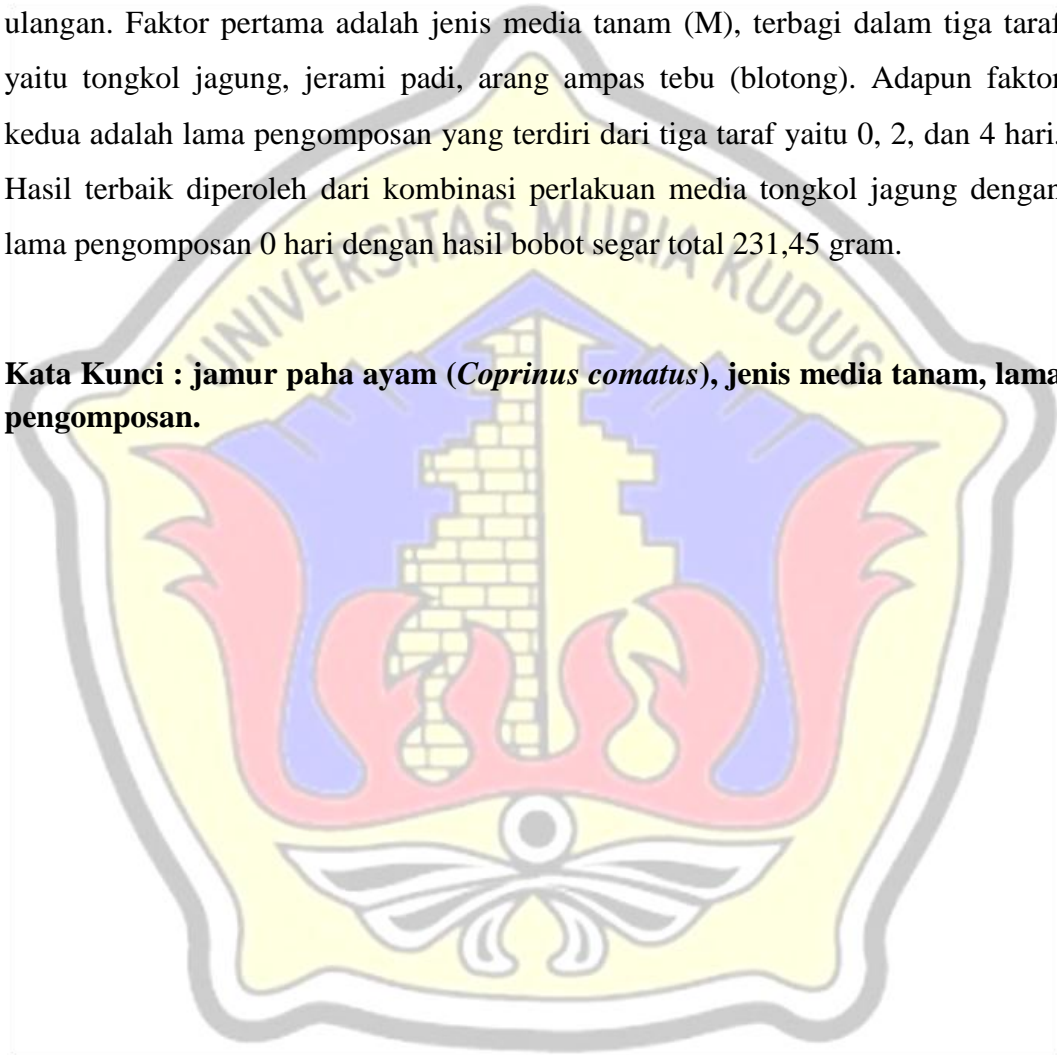 ulangan. Faktor pertama adalah jenis media tanam (M), terbagi dalam tiga taraf
yaitu tongkol jagung, jerami padi, arang ampas tebu (blotong). Adapun faktor
kedua adalah lama pengomposan yang terdiri dari tiga taraf yaitu 0, 2, dan 4 hari.
Hasil terbaik diperoleh dari kombinasi perlakuan media tongkol jagung dengan
lama pengomposan 0 hari dengan hasil bobot segar total 231,45 gram.
UNIVERSITAS MURIA KUDUS
Kata Kunci : jamur paha ayam (Coprinus comatus), jenis media tanam, lama
pengomposan.